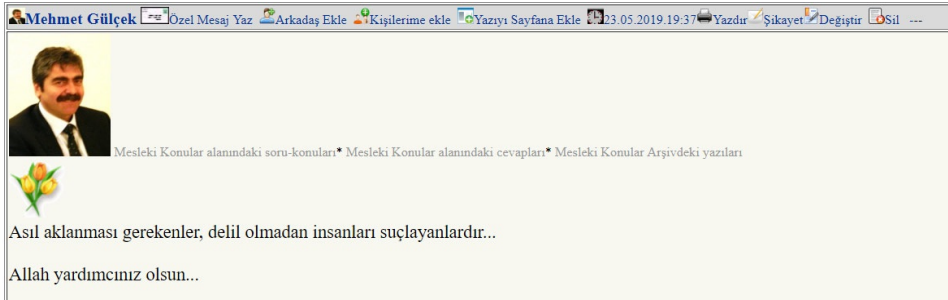 Mehmet Gülçek Özel Mesaj Yaz Arkadaş Ekle Kişilerime ekle Yazıyı Sayfana Ekle 23.05.2019.19:37 Yazdır Şikayet Değiştir Sil ---
Mesleki Konular alanındaki soru-konuları* Mesleki Konular alanındaki cevapları* Mesleki Konular Arşivdeki yazıları
Asıl aklanması gerekenler, delil olmadan insanları suçlayanlardır...
Allah yardımcınız olsun...